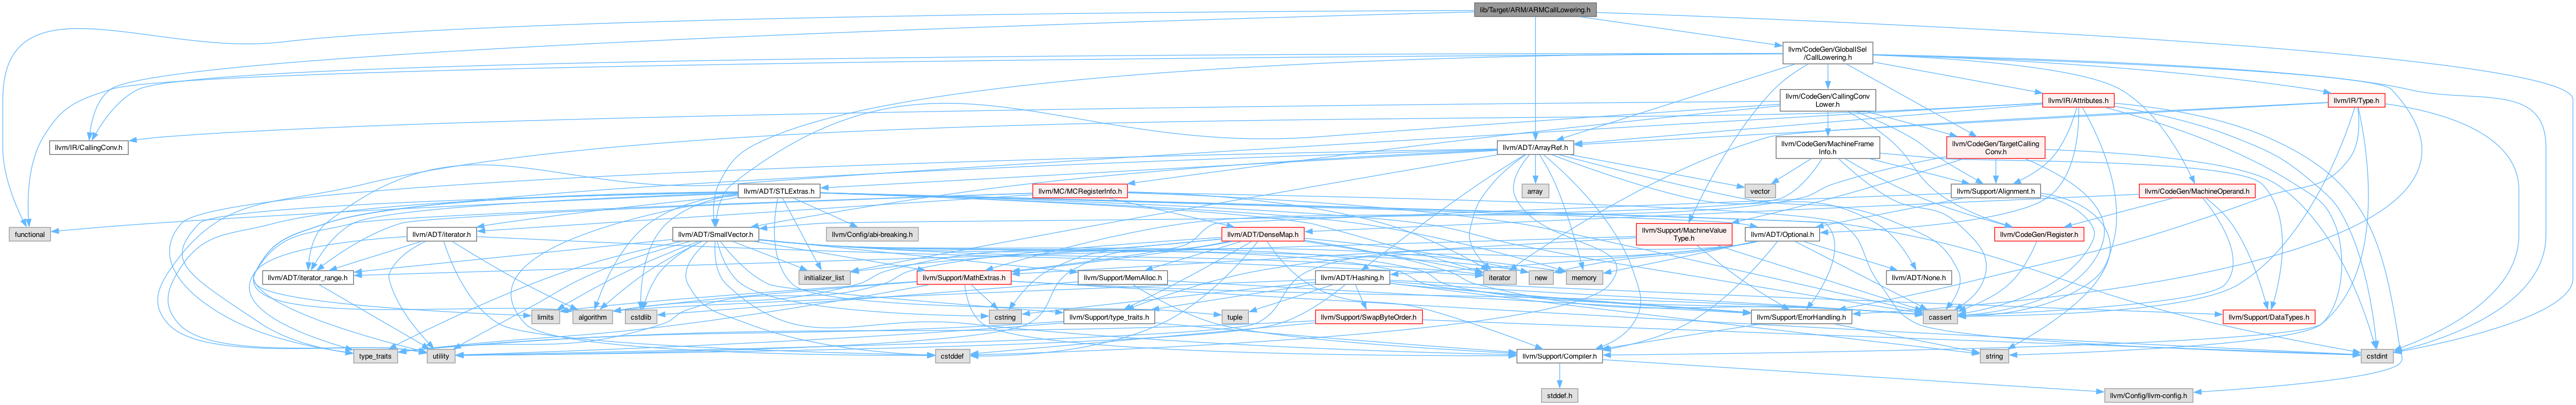 lib/Target/ARM/ARMCallLowering.h
llvm/CodeGen/GlobalISel
/CallLowering.h
llvm/CodeGen/CallingConv
Lower.h
llvm/IR/Attributes.h
llvm/IR/Type.h
llvm/IR/CallingConv.h
llvm/ADT/ArrayRef.h
llvm/CodeGen/MachineFrame
Info.h
llvm/CodeGen/TargetCalling
Conv.h
llvm/ADT/STLExtras.h
llvm/MC/MCRegisterInfo.h
array
vector
llvm/Support/Alignment.h
llvm/CodeGen/MachineOperand.h
functional
llvm/ADT/iterator.h
llvm/ADT/SmallVector.h
llvm/Config/abi-breaking.h
llvm/ADT/DenseMap.h
llvm/Support/MachineValue
Type.h
llvm/ADT/Optional.h
llvm/CodeGen/Register.h
llvm/ADT/iterator_range.h
initializer_list
llvm/Support/MathExtras.h
llvm/Support/MemAlloc.h
iterator
new
memory
llvm/ADT/Hashing.h
llvm/ADT/None.h
limits
algorithm
cstdlib
cstring
llvm/Support/type_traits.h
tuple
llvm/Support/SwapByteOrder.h
llvm/Support/ErrorHandling.h
cassert
llvm/Support/DataTypes.h
type_traits
utility
cstddef
llvm/Support/Compiler.h
string
cstdint
stddef.h
llvm/Config/llvm-config.h